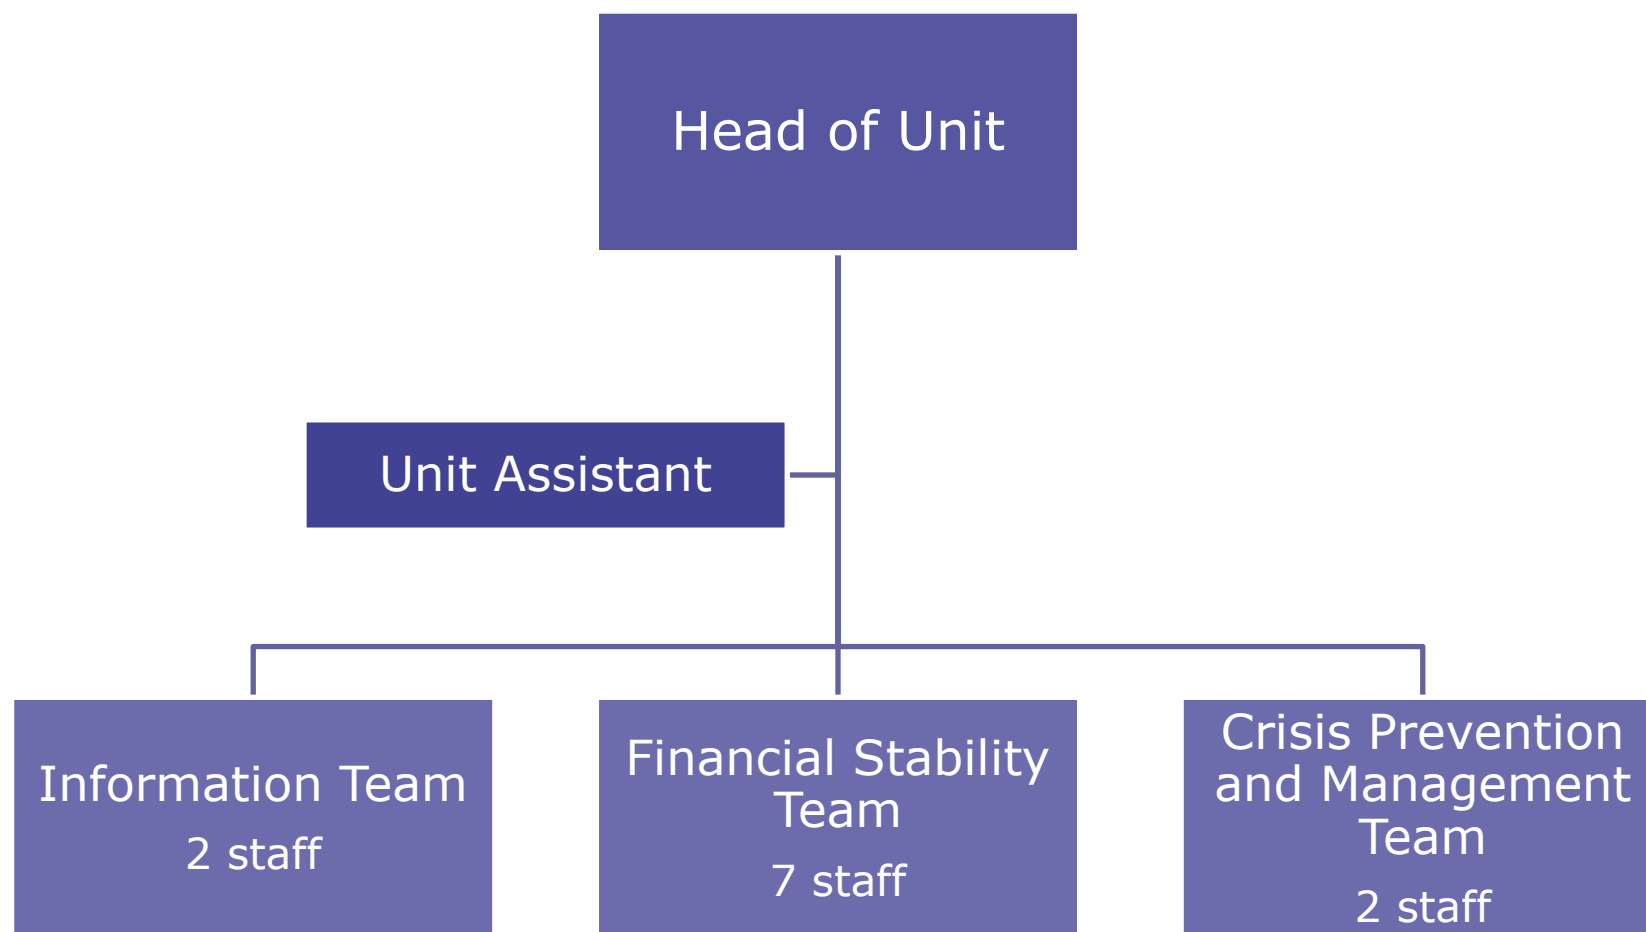 Head of Unit
Unit Assistant
Information Team
2 staff
Financial Stability
Team
7 staff
Crisis Prevention
and Management
Team
2 staff